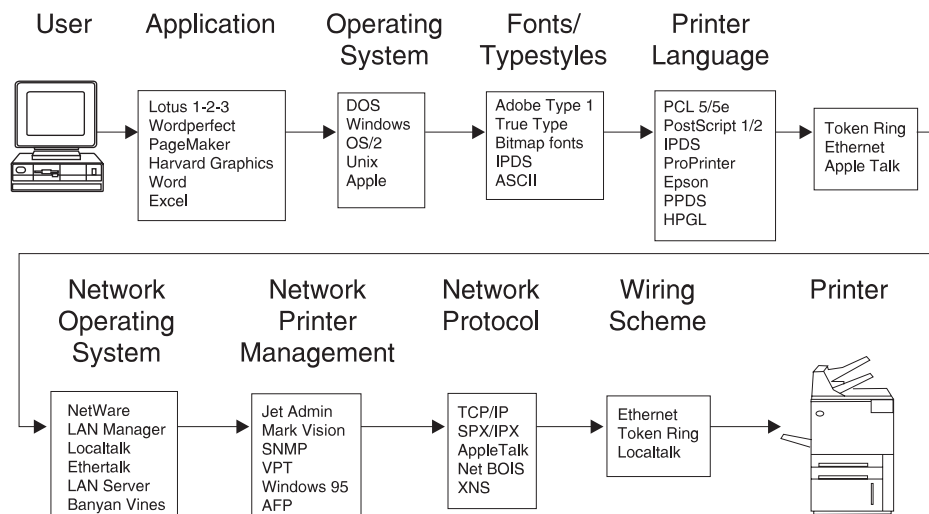 User
Application
Operating
System
Fonts/
Typestyles
Printer
Language
Lotus 1-2-3
Wordperfect
PageMaker
Harvard Graphics
Word
Excel
DOS
Windows
OS/2
Unix
Apple
Adobe Type 1
True Type
Bitmap fonts
IPDS
ASCII
PCL 5/5e
PostScript 1/2
IPDS
ProPrinter
Epson
PPDS
HPGL
Token Ring
Ethernet
Apple Talk
Network
Operating
System
Network
Printer
Management
Network
Protocol
Wiring
Scheme
Printer
NetWare
LAN Manager
Localtalk
Ethertalk
LAN Server
Banyan Vines
Jet Admin
Mark Vision
SNMP
VPT
Windows 95
AFP
TCP/IP
SPX/IPX
AppleTalk
Net BOIS
XNS
Ethernet
Token Ring
Localtalk